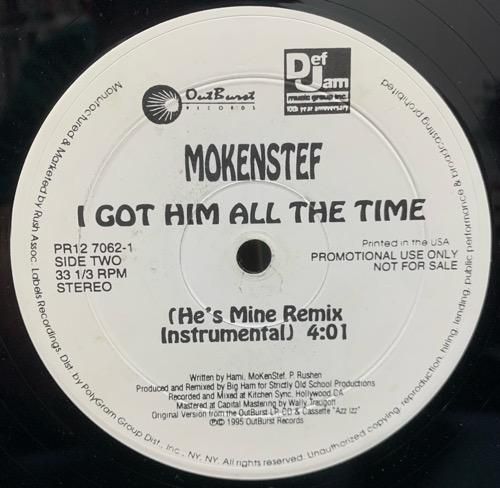 OutBurst
RECORDS
Def
Jam
music group inc.
10th year anniversary
MOKENSTEF
I GOT HIM ALL THE TIME
PR12 7062-1
SIDE TWO
33 1/3 RPM
STEREO
Printed in the USA
PROMOTIONAL USE ONLY
NOT FOR SALE
(He's Mine Remix
Instrumental) 4:01
Written by Hami, MoKenStef, P. Rushen
Produced and Remixed by Big Ham for Strictly Old School Productions
Recorded and Mixed at Kitchen Sync, Hollywood CA
Mastered at Capital Mastering by Wally Traugott
Original Version from the OutBurst LP CD & Cassette "Azz Izz"
℗© 1995 OutBurst Records
Manufactured & Marketed by Rush Assoc. Labels Recordings. Dist. by PolyGram Group Dist., Inc., NY, NY. All rights reserved. Unauthorized copying, reproduction, hiring, lending, public performance & broadcasting prohibited